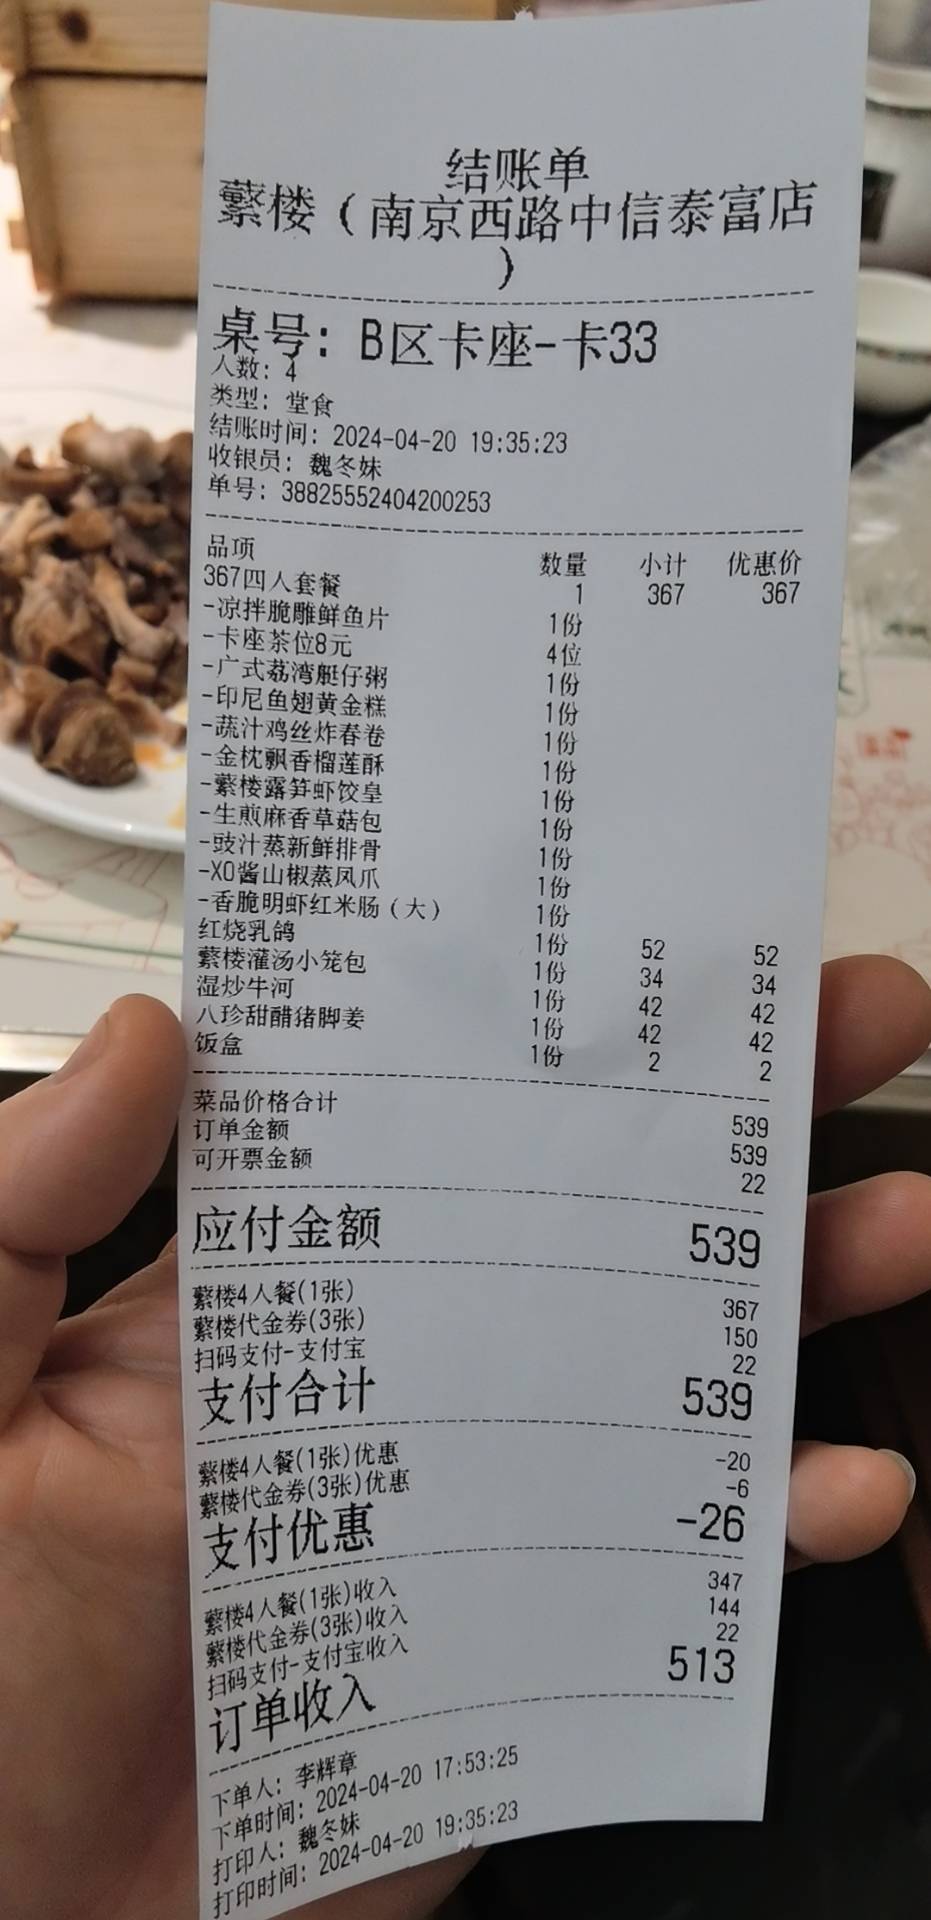 结账单
蘩楼（南京西路中信泰富店
）
桌号: B区卡座-卡33
人数: 4
类型: 堂食
结账时间: 2024-04-20 19:35:23
收银员: 魏冬妹
单号: 38825552404200253
品项 数量 小计 优惠价
367四人套餐 1 367 367
-凉拌脆雕鲜鱼片 1份
-卡座茶位8元 4位
-广式荔湾艇仔粥 1份
-印尼鱼翅黄金糕 1份
-蔬汁鸡丝炸春卷 1份
-金枕飘香榴莲酥 1份
-蘩楼露笋虾饺皇 1份
-生煎麻香草菇包 1份
-豉汁蒸新鲜排骨 1份
-XO酱山椒蒸凤爪 1份
-香脆明虾红米肠（大） 1份
红烧乳鸽 1份 52 52
蘩楼灌汤小笼包 1份 34 34
湿炒牛河 1份 42 42
八珍甜醋猪脚姜 1份 42 42
饭盒 1份 2 2
菜品价格合计 539
订单金额 539
可开票金额 22
应付金额 539
蘩楼4人餐(1张) 367
蘩楼代金券(3张) 150
扫码支付-支付宝 22
支付合计 539
蘩楼4人餐(1张)优惠 -20
蘩楼代金券(3张)优惠 -6
支付优惠 -26
蘩楼4人餐(1张)收入 347
蘩楼代金券(3张)收入 144
扫码支付-支付宝收入 22
订单收入 513
下单人: 李辉章
下单时间: 2024-04-20 17:53:25
打印人: 魏冬妹
打印时间: 2024-04-20 19:35:23